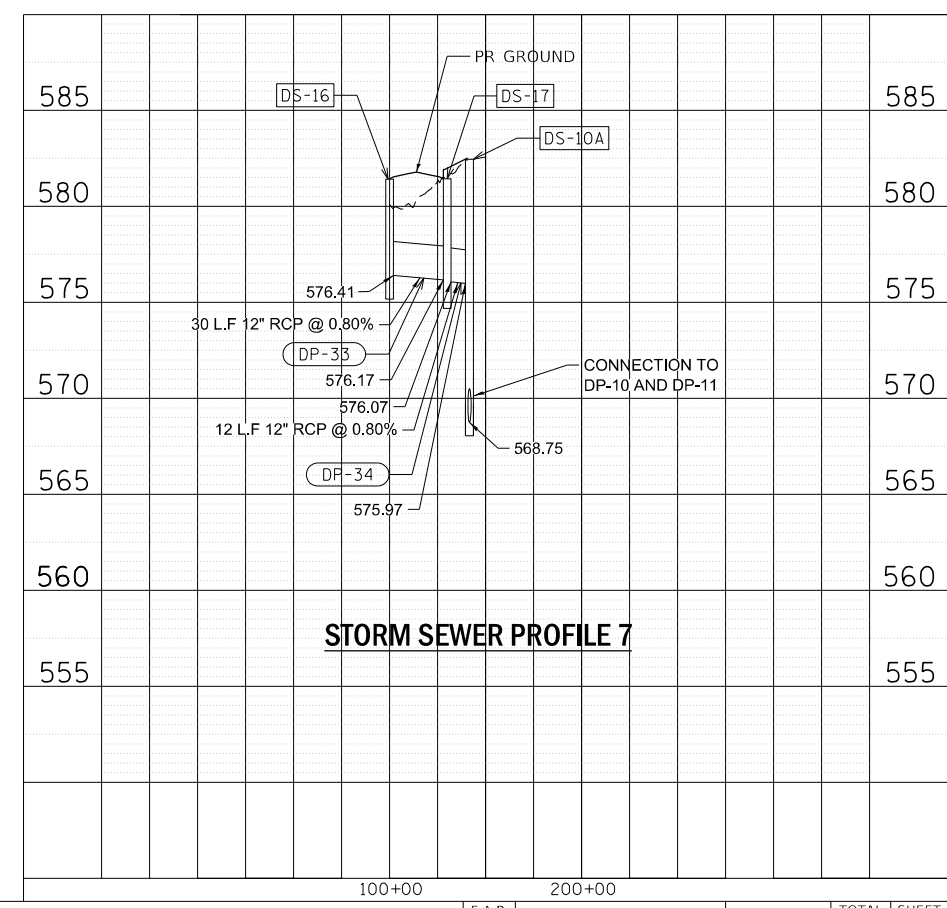 PR GROUND
DS-16
DS-17
585
585
DS-10A
580
580
575
575
576.41
30 L.F 12" RCP @ 0.80%
DP-33
CONNECTION TO
DP-10 AND DP-11
576.17
570
570
576.07
12 L.F 12" RCP @ 0.80%
568.75
DP-34
565
565
575.97
560
560
STORM SEWER PROFILE 7
555
555
100+00
200+00
F.A.P.
TOTAL
SHEET